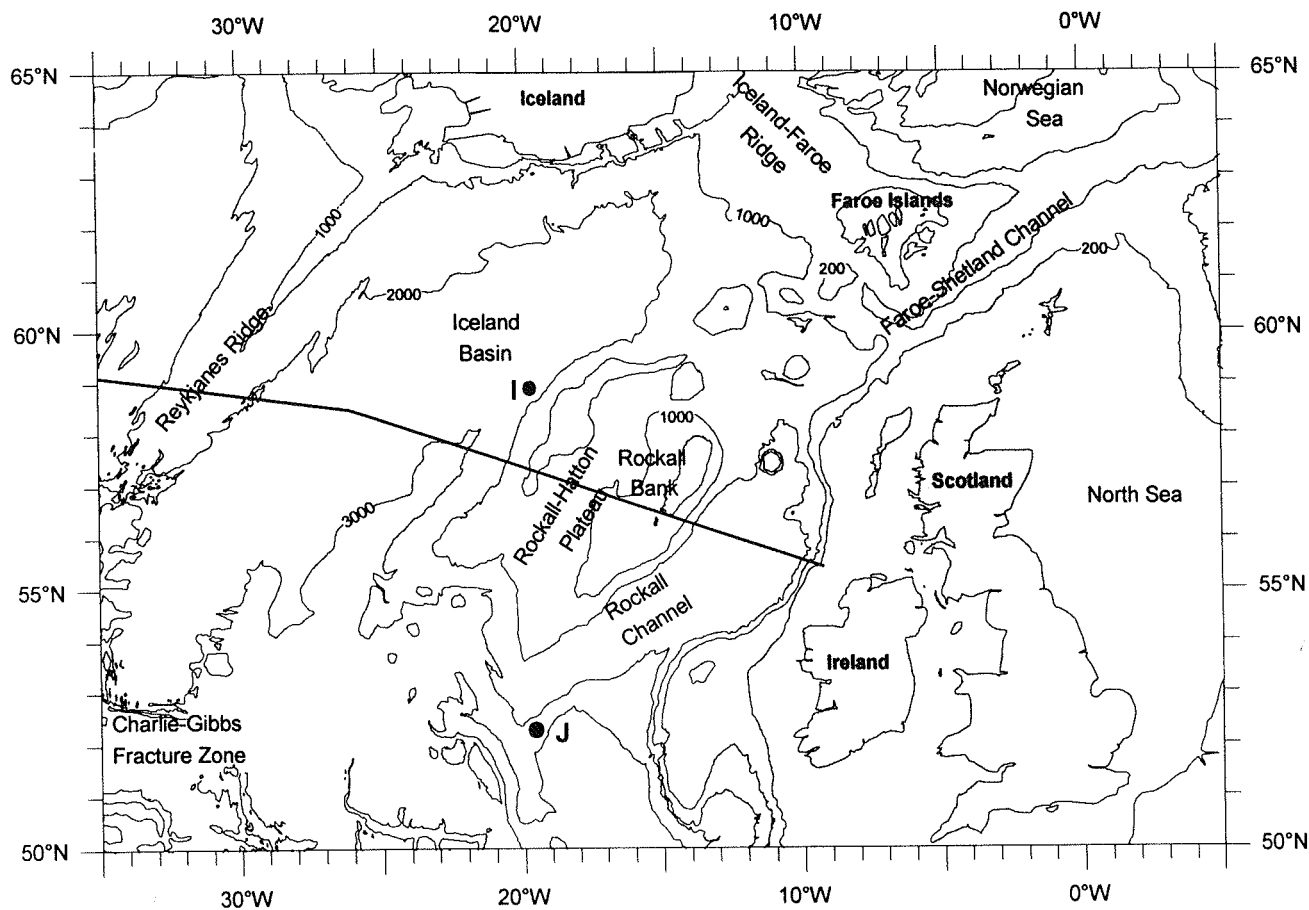 30°W
20°W
10°W
0°W
65°N
65°N
Iceland
Norwegian
Sea
Iceland-Faroe
Ridge
1000
1000
Faroe Islands
200
200
Faroe-Shetland Channel
2000
60°N
60°N
Iceland
Basin
Reykjanes Ridge
I
1000
Rockall
Bank
Scotland
North Sea
Rockall-Hatton
Plateau
3000
55°N
55°N
Rockall
Channel
Ireland
Charlie-Gibbs
Fracture Zone
J
50°N
50°N
30°W
20°W
10°W
0°W